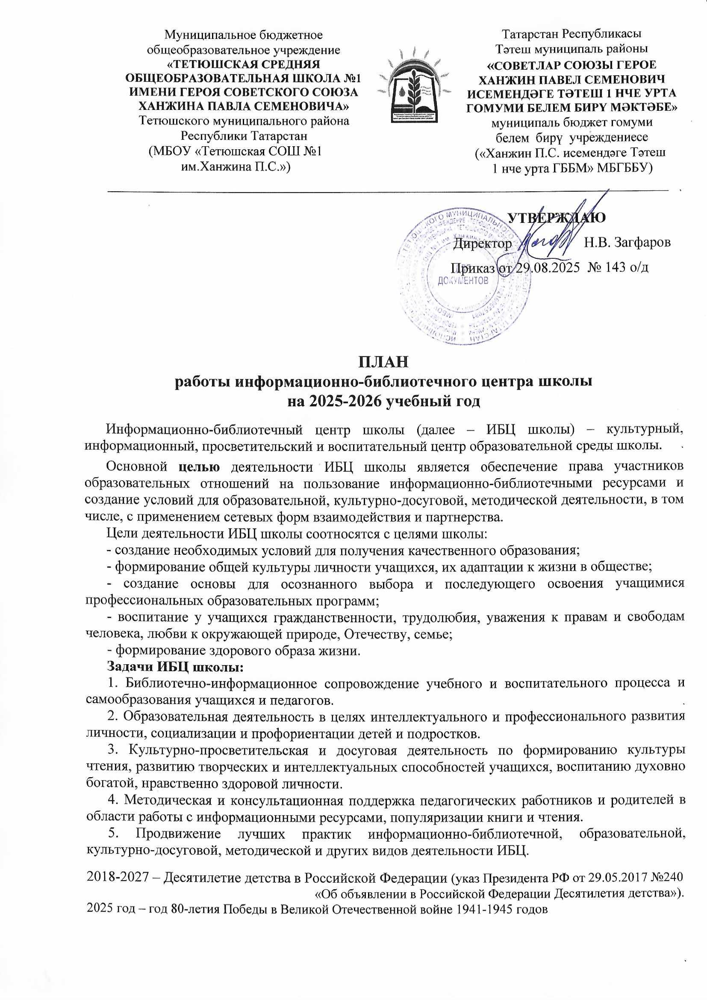 Муниципальное бюджетное
общеобразовательное учреждение
«ТЕТЮШСКАЯ СРЕДНЯЯ
ОБЩЕОБРАЗОВАТЕЛЬНАЯ ШКОЛА №1
ИМЕНИ ГЕРОЯ СОВЕТСКОГО СОЮЗА
ХАНЖИНА ПАВЛА СЕМЕНОВИЧА»
Тетюшского муниципального района
Республики Татарстан
(МБОУ «Тетюшская СОШ №1
им.Ханжина П.С.»)
Татарстан Республикасы
Тәтеш муниципаль районы
«СОВЕТЛАР СОЮЗЫ ГЕРОЕ
ХАНЖИН ПАВЕЛ СЕМЕНОВИЧ
ИСЕМЕНДӘГЕ ТӘТЕШ 1 НЧЕ УРТА
ГОМУМИ БЕЛЕМ БИРҮ МӘКТӘБЕ»
муниципаль бюджет гомуми
белем бирү учреждениесе
(«Ханжин П.С. исемендәге Тәтеш
1 нче урта ГББМ» МБГББУ)
УТВЕРЖДАЮ
Директор Н.В. Загфаров
Приказ от 29.08.2025 № 143 о/д
ДОКУМЕНТОВ
ПЛАН
работы информационно-библиотечного центра школы
на 2025-2026 учебный год
Информационно-библиотечный центр школы (далее – ИБЦ школы) – культурный,
информационный, просветительский и воспитательный центр образовательной среды школы.
Основной целью деятельности ИБЦ школы является обеспечение права участников
образовательных отношений на пользование информационно-библиотечными ресурсами и
создание условий для образовательной, культурно-досуговой, методической деятельности, в том
числе, с применением сетевых форм взаимодействия и партнерства.
Цели деятельности ИБЦ школы соотносятся с целями школы:
- создание необходимых условий для получения качественного образования;
- формирование общей культуры личности учащихся, их адаптации к жизни в обществе;
- создание основы для осознанного выбора и последующего освоения учащимися
профессиональных образовательных программ;
- воспитание у учащихся гражданственности, трудолюбия, уважения к правам и свободам
человека, любви к окружающей природе, Отечеству, семье;
- формирование здорового образа жизни.
Задачи ИБЦ школы:
1. Библиотечно-информационное сопровождение учебного и воспитательного процесса и
самообразования учащихся и педагогов.
2. Образовательная деятельность в целях интеллектуального и профессионального развития
личности, социализации и профориентации детей и подростков.
3. Культурно-просветительская и досуговая деятельность по формированию культуры
чтения, развитию творческих и интеллектуальных способностей учащихся, воспитанию духовно
богатой, нравственно здоровой личности.
4. Методическая и консультационная поддержка педагогических работников и родителей в
области работы с информационными ресурсами, популяризации книги и чтения.
5. Продвижение лучших практик информационно-библиотечной, образовательной,
культурно-досуговой, методической и других видов деятельности ИБЦ.
2018-2027 – Десятилетие детства в Российской Федерации (указ Президента РФ от 29.05.2017 №240
«Об объявлении в Российской Федерации Десятилетия детства»).
2025 год – год 80-летия Победы в Великой Отечественной войне 1941-1945 годов